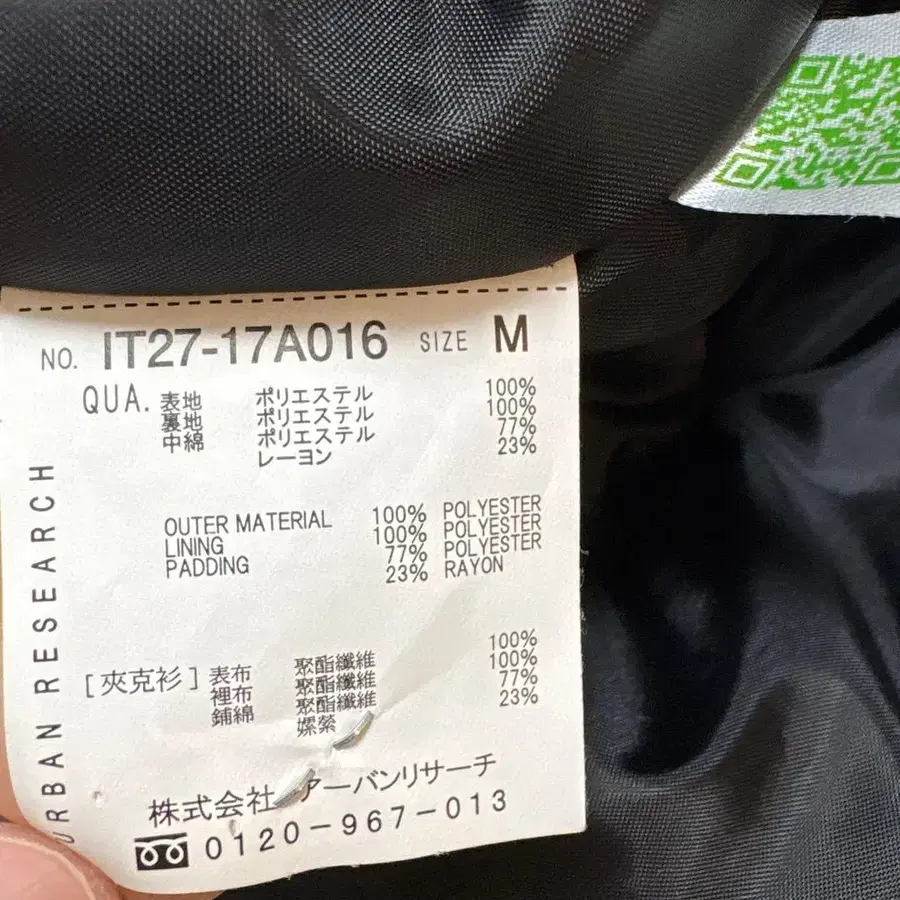 NO. IT27-17A016 SIZE M
QUA. 表地 ポリエステル 100%
裏地 ポリエステル 100%
中綿 ポリエステル 77%
レーヨン 23%
OUTER MATERIAL 100% POLYESTER
LINING 100% POLYESTER
PADDING 77% POLYESTER
23% RAYON
[夾克衫] 表布 聚酯纖維 100%
裡布 聚酯纖維 100%
鋪綿 聚酯纖維 77%
嫘縈 23%
株式会社 アーバンリサーチ
0120-967-013
URBAN RESEARCH